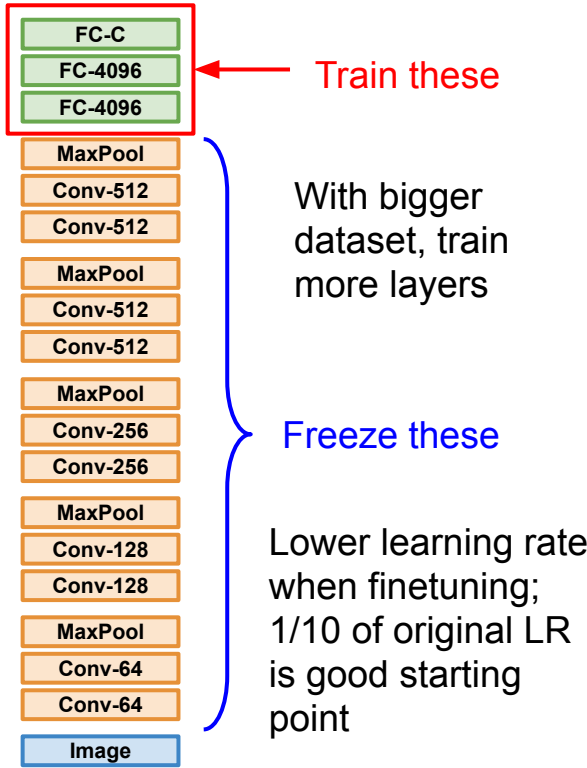 FC-C
FC-4096
FC-4096
Train these
MaxPool
Conv-512
Conv-512
With bigger
dataset, train
more layers
MaxPool
Conv-512
Conv-512
MaxPool
Conv-256
Conv-256
Freeze these
MaxPool
Conv-128
Conv-128
MaxPool
Conv-64
Conv-64
Lower learning rate
when finetuning;
1/10 of original LR
is good starting
point
Image